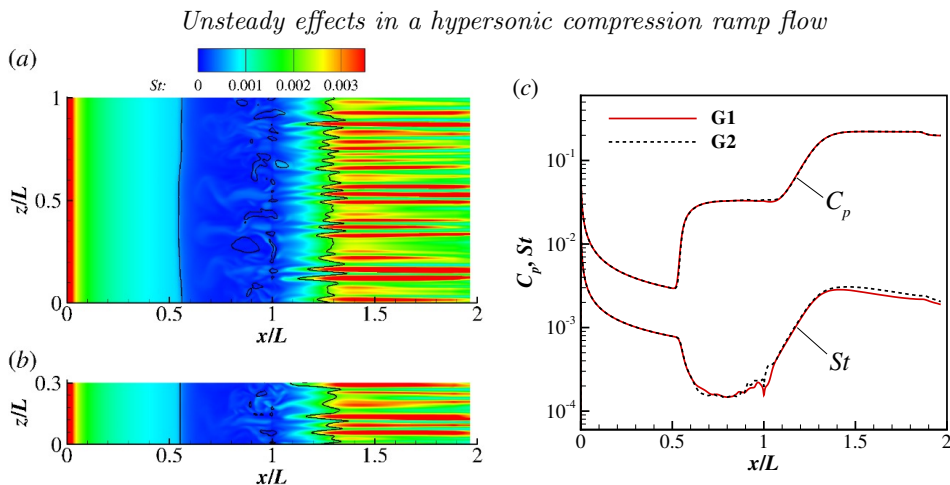 Unsteady effects in a hypersonic compression ramp flow
(a)
St: 0 0.001 0.002 0.003
1
z/L
0.5
0
0 0.5 1 1.5 2
x/L
(b)
0.3
z/L
0
0 0.5 1 1.5 2
x/L
(c)
G1
G2
10-1
10-2
10-3
10-4
Cp, St
Cp
St
0 0.5 1 1.5 2
x/L